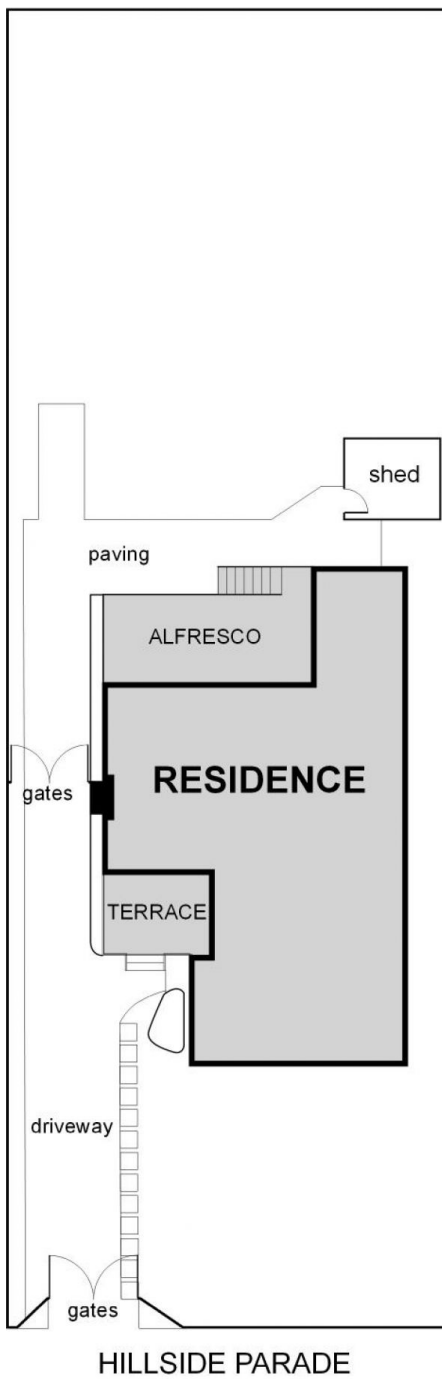 shed
paving
ALFRESCO
RESIDENCE
gates
TERRACE
driveway
gates
HILLSIDE PARADE